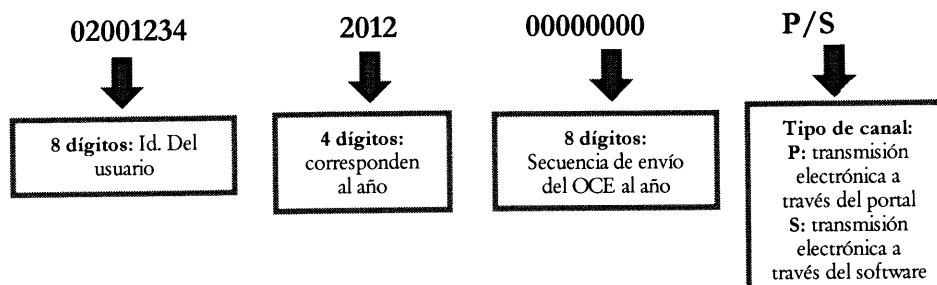 02001234 2012 00000000 P/S
8 dígitos: Id. Del
usuario
4 dígitos:
corresponden
al año
8 dígitos:
Secuencia de envío
del OCE al año
Tipo de canal:
P: transmisión
electrónica a
través del portal
S: transmisión
electrónica a
través del software